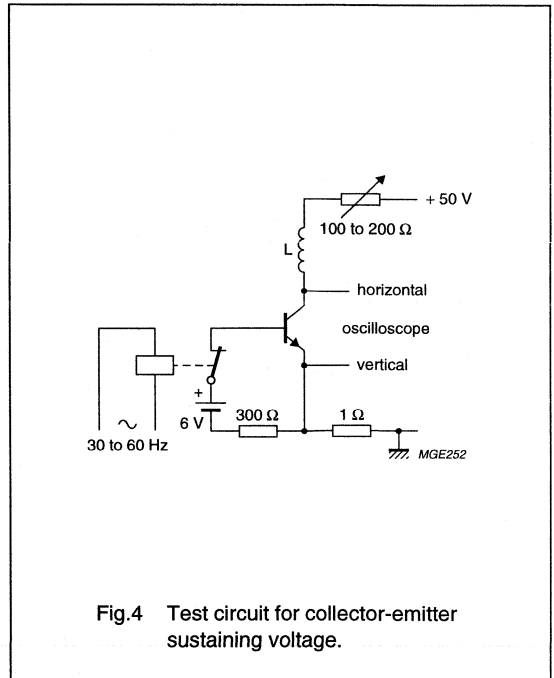 + 50 V
100 to 200 Ω
L
horizontal
oscilloscope
vertical
+
6 V
300 Ω
1 Ω
~
30 to 60 Hz
MGE252
Fig.4 Test circuit for collector-emitter
sustaining voltage.